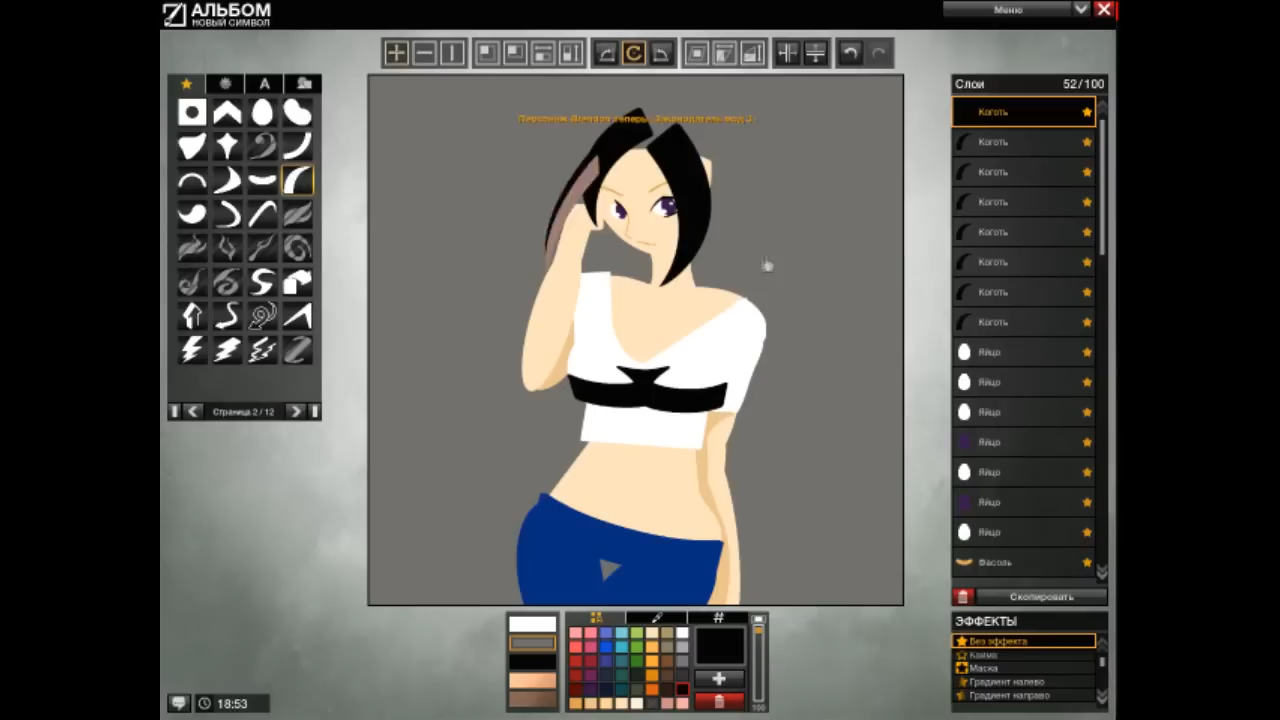 АЛЬБОМ
НОВЫЙ СИМВОЛ
Меню
A
Слои 52/100
Коготь
Коготь
Коготь
Коготь
Коготь
Коготь
Коготь
Коготь
Яйцо
Яйцо
Яйцо
Яйцо
Яйцо
Яйцо
Яйцо
Фасоль
Страница 2 / 12
Скопировать
ЭФФЕКТЫ
Без эффекта
Кайма
Маска
Градиент налево
Градиент направо
#
100
18:53